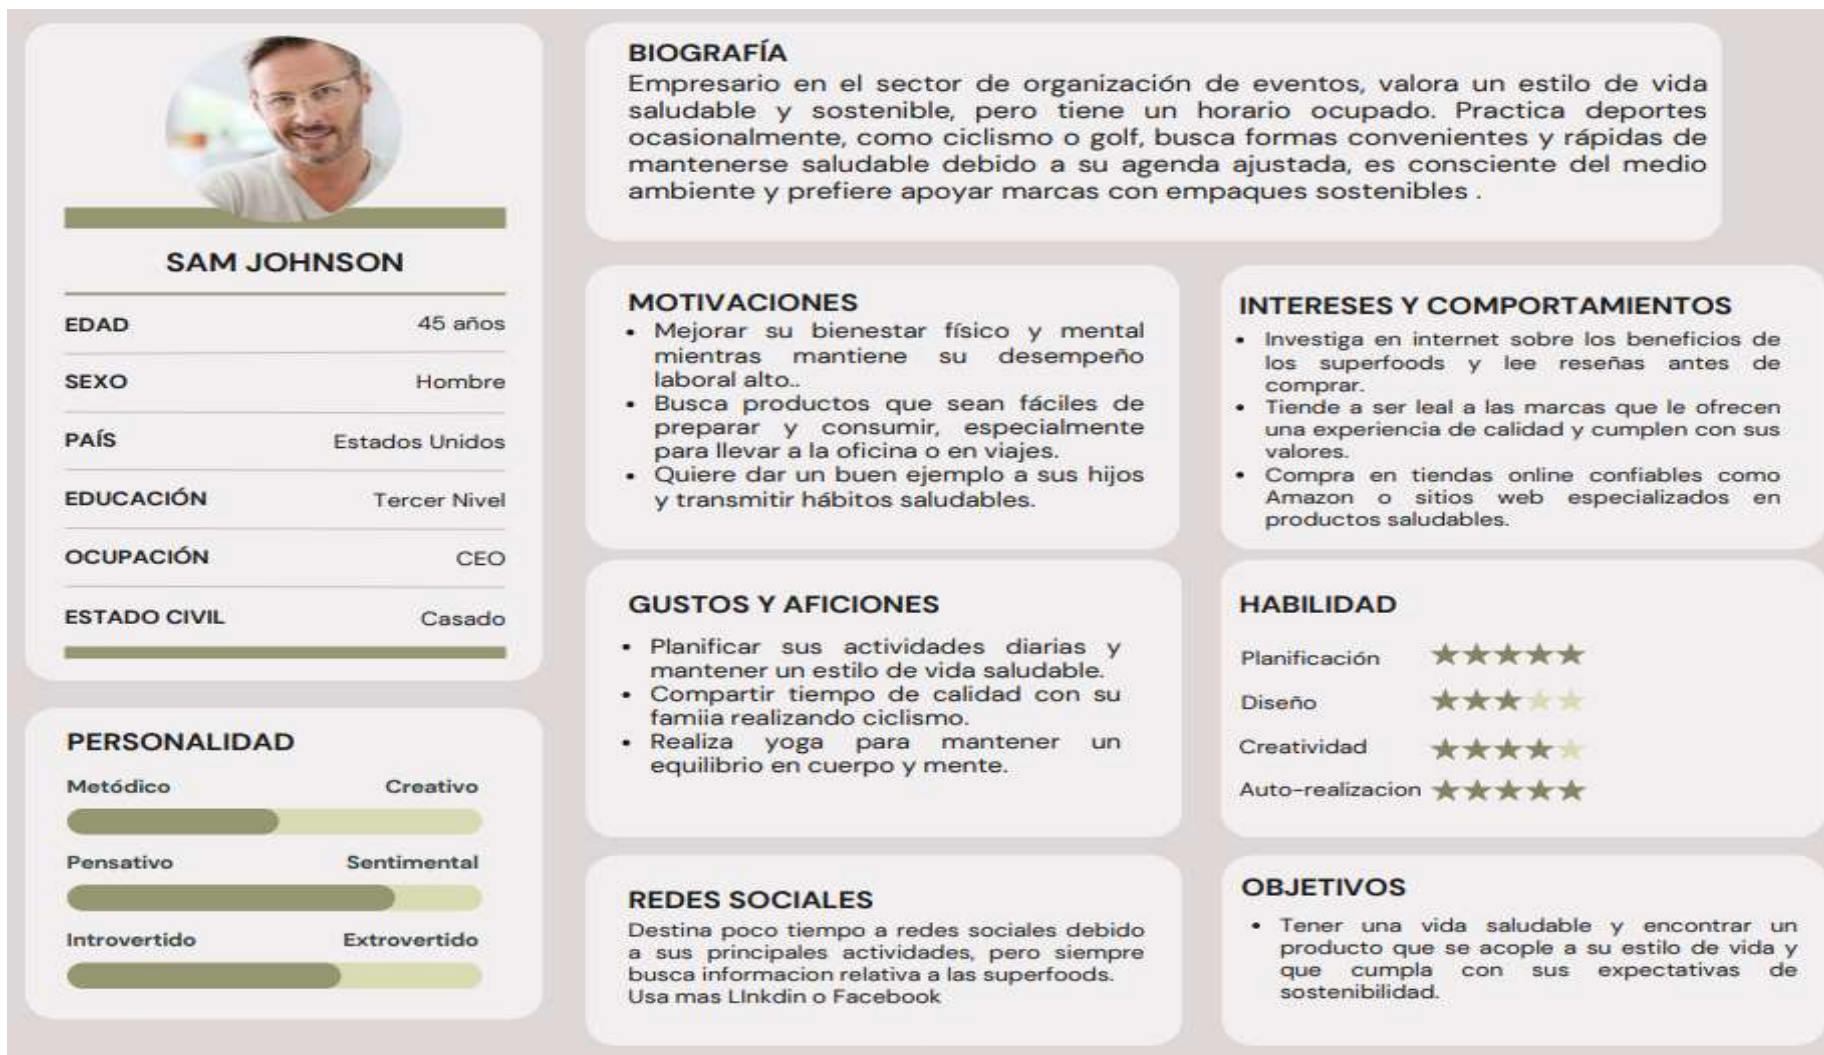 SAM JOHNSON
EDAD 45 años
SEXO Hombre
PAÍS Estados Unidos
EDUCACIÓN Tercer Nivel
OCUPACIÓN CEO
ESTADO CIVIL Casado
PERSONALIDAD
Metódico Creativo
Pensativo Sentimental
Introvertido Extrovertido
BIOGRAFÍA
Empresario en el sector de organización de eventos, valora un estilo de vida
saludable y sostenible, pero tiene un horario ocupado. Practica deportes
ocasionalmente, como ciclismo o golf, busca formas convenientes y rápidas de
mantenerse saludable debido a su agenda ajustada, es consciente del medio
ambiente y prefiere apoyar marcas con empaques sostenibles .
MOTIVACIONES
• Mejorar su bienestar físico y mental
mientras mantiene su desempeño
laboral alto..
• Busca productos que sean fáciles de
preparar y consumir, especialmente
para llevar a la oficina o en viajes.
• Quiere dar un buen ejemplo a sus hijos
y transmitir hábitos saludables.
INTERESES Y COMPORTAMIENTOS
• Investiga en internet sobre los beneficios de
los superfoods y lee reseñas antes de
comprar.
• Tiende a ser leal a las marcas que le ofrecen
una experiencia de calidad y cumplen con sus
valores.
• Compra en tiendas online confiables como
Amazon o sitios web especializados en
productos saludables.
GUSTOS Y AFICIONES
• Planificar sus actividades diarias y
mantener un estilo de vida saludable.
• Compartir tiempo de calidad con su
famiia realizando ciclismo.
• Realiza yoga para mantener un
equilibrio en cuerpo y mente.
HABILIDAD
Planificación
Diseño
Creatividad
Auto-realizacion
REDES SOCIALES
Destina poco tiempo a redes sociales debido
a sus principales actividades, pero siempre
busca informacion relativa a las superfoods.
Usa mas LInkdin o Facebook
OBJETIVOS
• Tener una vida saludable y encontrar un
producto que se acople a su estilo de vida y
que cumpla con sus expectativas de
sostenibilidad.